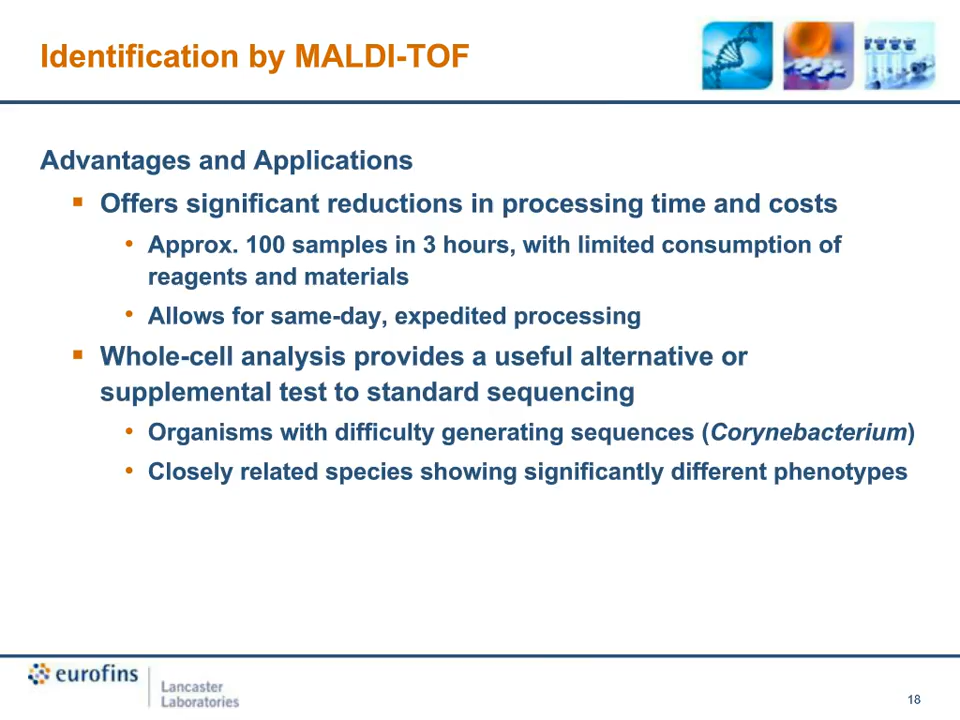 Identification by MALDI-TOF
Advantages and Applications
▪ Offers significant reductions in processing time and costs
• Approx. 100 samples in 3 hours, with limited consumption of
reagents and materials
• Allows for same-day, expedited processing
▪ Whole-cell analysis provides a useful alternative or
supplemental test to standard sequencing
• Organisms with difficulty generating sequences (Corynebacterium)
• Closely related species showing significantly different phenotypes
eurofins
Lancaster
Laboratories
18